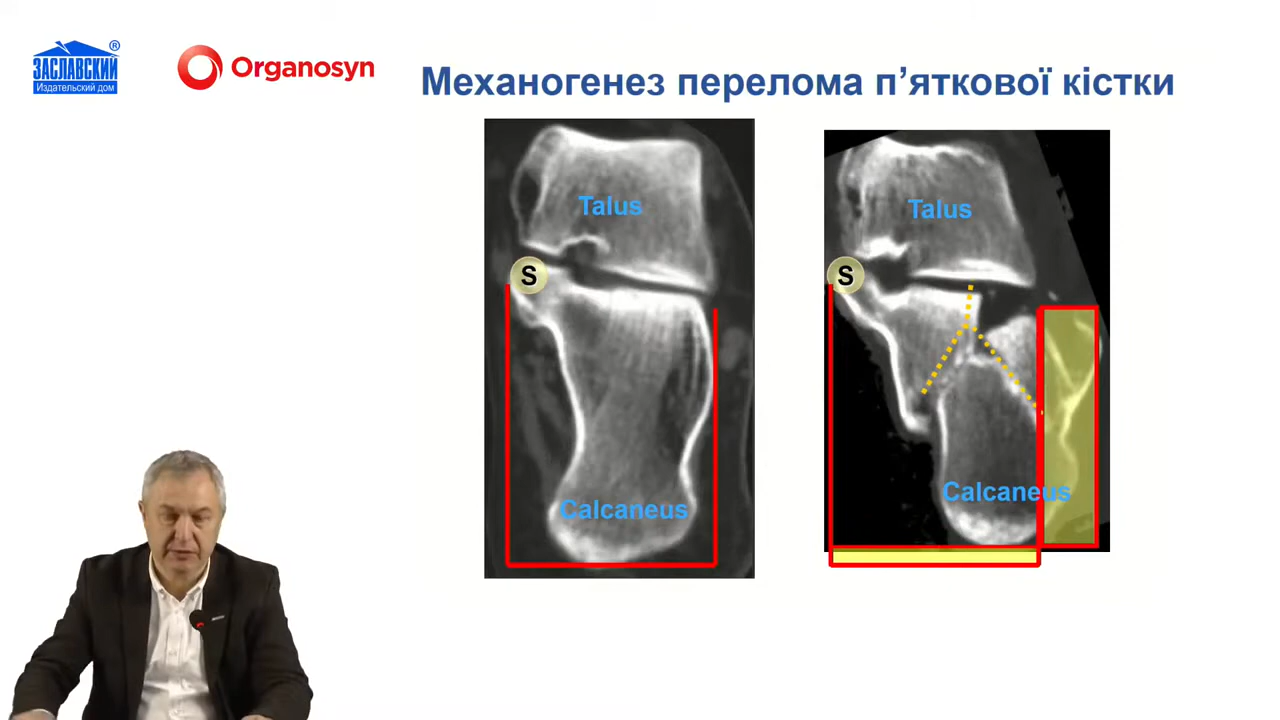 ЗАСЛАВСКИЙ
®
Издательский дом
Organosyn
Механогенез перелома п’яткової кістки
Talus
S
Calcaneus
Talus
S
Calcaneus